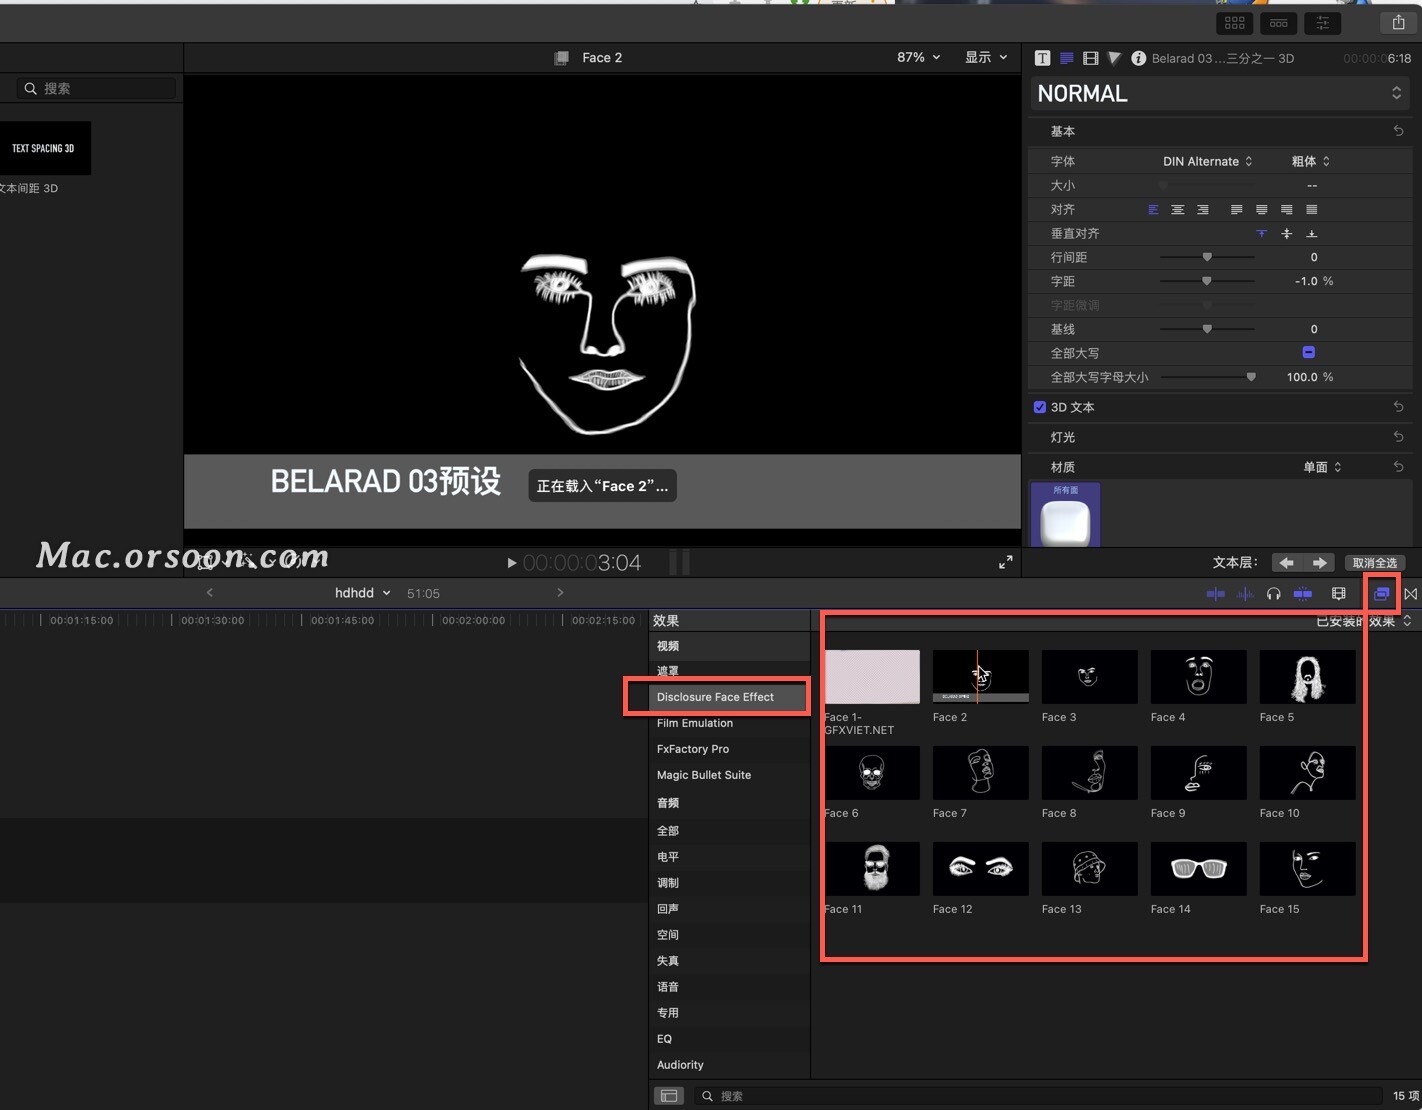 更新
Face 2
87%
显示
Belarad 03...三分之一 3D
00:00:06:18
搜索
NORMAL
基本
TEXT SPACING 3D
文本间距 3D
字体
DIN Alternate
粗体
大小
--
对齐
垂直对齐
行间距
0
字距
-1.0 %
字距微调
基线
0
全部大写
全部大写字母大小
100.0 %
3D 文本
灯光
材质
单面
所有面
BELARAD 03预设
正在载入“Face 2”...
Mac.orsoon.com
00:00:03:04
文本层:
取消全选
hdhdd
51:05
00:01:15:00
00:01:30:00
00:01:45:00
00:02:00:00
00:02:15:00
效果
已安装的效果
视频
遮罩
Disclosure Face Effect
Film Emulation
FxFactory Pro
Magic Bullet Suite
音频
全部
电平
调制
回声
空间
失真
语音
专用
EQ
Audiority
Face 1-
GFXVIET.NET
Face 2
Face 3
Face 4
Face 5
Face 6
Face 7
Face 8
Face 9
Face 10
Face 11
Face 12
Face 13
Face 14
Face 15
搜索
15 项